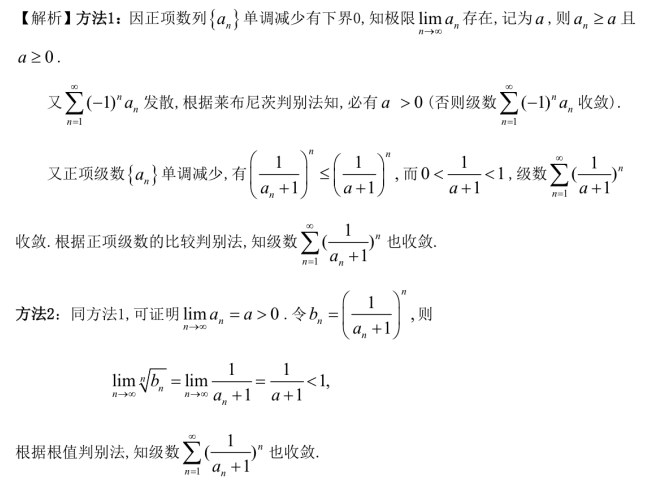 【解析】方法1：因正项数列{aₙ}单调减少有下界0,知极限 lim_{n→∞} aₙ 存在,记为 a ,则 aₙ ≥ a 且
a ≥ 0 .
又 ∑_{n=1}^{∞} (−1)ⁿ aₙ 发散,根据莱布尼茨判别法知,必有 a > 0 (否则级数 ∑_{n=1}^{∞} (−1)ⁿ aₙ 收敛).
又正项级数{aₙ}单调减少,有 (1/(aₙ+1))ⁿ ≤ (1/(a+1))ⁿ ,而 0 < 1/(a+1) < 1 ,级数 ∑_{n=1}^{∞} (1/(a+1))ⁿ
收敛.根据正项级数的比较判别法,知级数 ∑_{n=1}^{∞} (1/(aₙ+1))ⁿ 也收敛.
方法2：同方法1,可证明 lim_{n→∞} aₙ = a > 0 .令 bₙ = (1/(aₙ+1))ⁿ ,则
lim_{n→∞} ⁿ√bₙ = lim_{n→∞} 1/(aₙ+1) = 1/(a+1) < 1,
根据根值判别法,知级数 ∑_{n=1}^{∞} (1/(aₙ+1))ⁿ 也收敛.